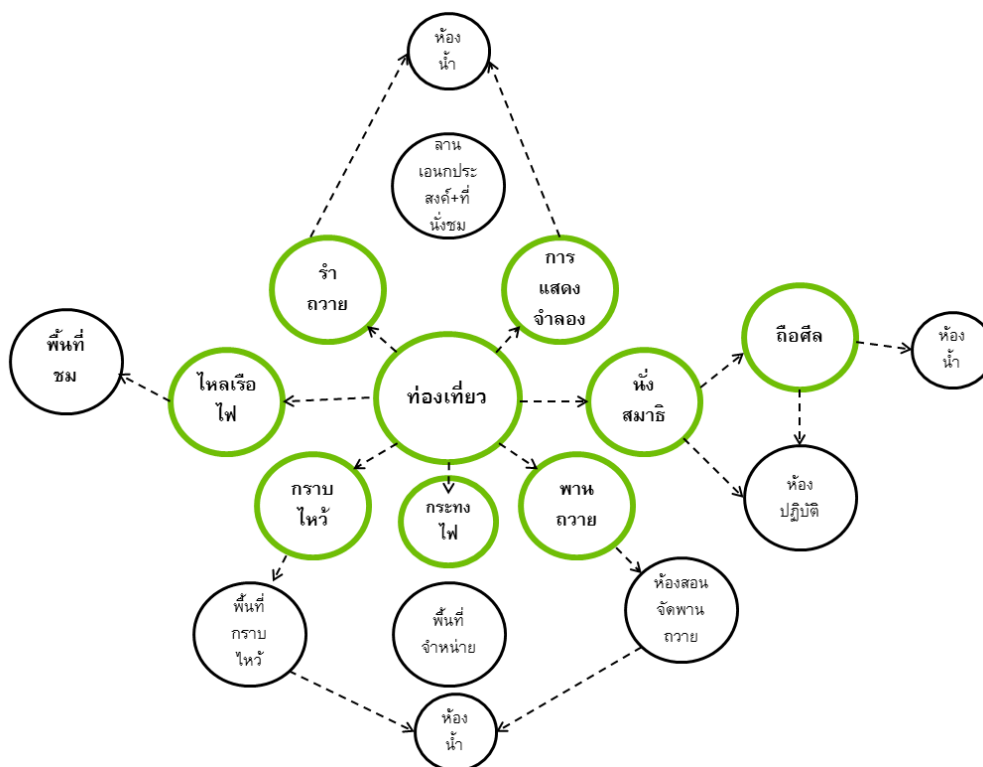 ห้อง
น้ำ
ลาน
เอนกประ
สงค์+ที่
นั่งชม
รำ
ถวาย
การ
แสดง
จำลอง
พื้นที่
ชม
ไหลเรือ
ไฟ
ท่องเที่ยว
นั่ง
สมาธิ
ถือศีล
ห้อง
น้ำ
กราบ
ไหว้
กระทง
ไฟ
พาน
ถวาย
ห้อง
ปฎิบัติ
พื้นที่
กราบ
ไหว้
พื้นที่
จำหน่าย
ห้องสอน
จัดพาน
ถวาย
ห้อง
น้ำ